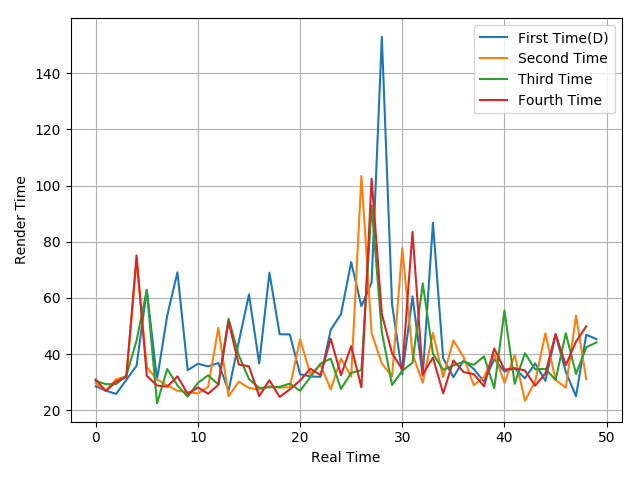 First Time(D)
Second Time
Third Time
Fourth Time
Render Time
140
120
100
80
60
40
20
0 10 20 30 40 50
Real Time